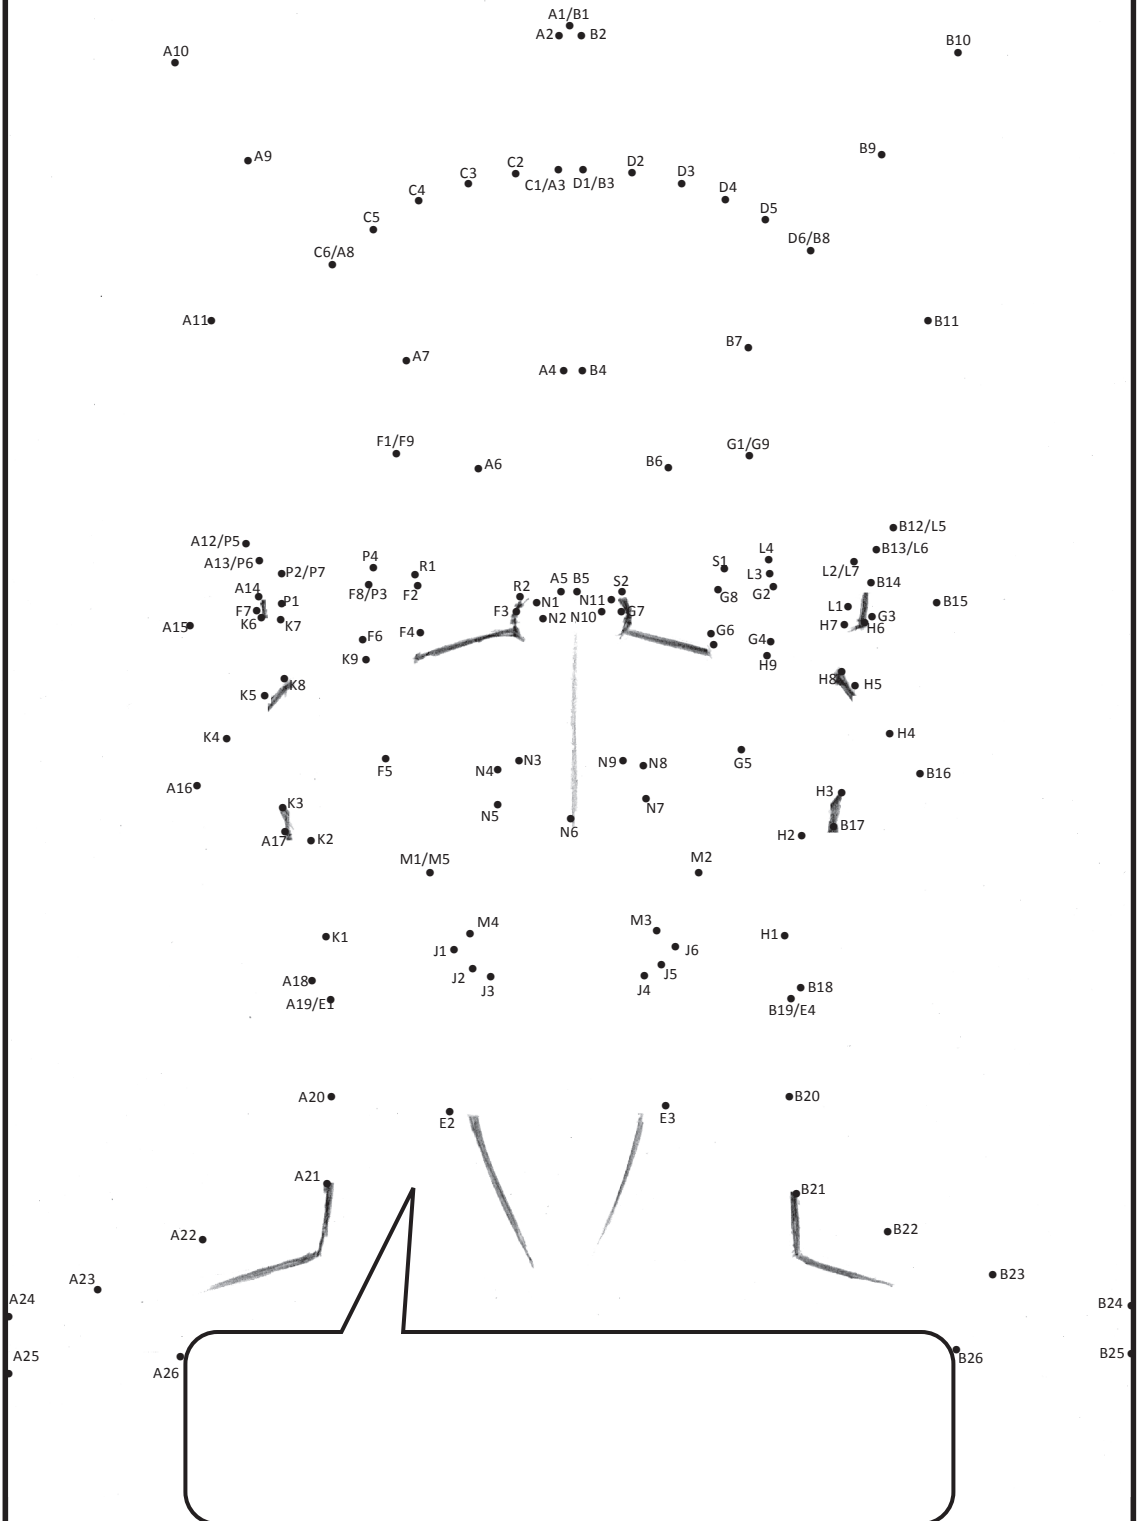 A1/B1
A2 B2
A10 B10
A9 B9
C3 C2 C1/A3 D1/B3 D2 D3
C4 D4
C5 D5
C6/A8 D6/B8
A11 B11
A7 B7
A4 B4
F1/F9 G1/G9
A6 B6
B12/L5
A12/P5 B13/L6
A13/P6 P4 L4
P2/P7 R1 S1 L3 L2/L7
A14 F8/P3 F2 R2 A5 B5 S2 G8 G2 B14
P1 N1 N11 L1 B15
F7 F3 G7 G3
K6 K7 N2 N10 H7 H6
A15 F6 F4 G6 G4
K9 H9
K8 H8
K5 H5
K4 H4
F5 N4 N3 N9 N8 G5
A16 B16
K3 N5 N7 H3
A17 K2 N6 H2 B17
M1/M5 M2
M4 M3
K1 J1 J6 H1
A18 J2 J5 B18
J3 J4
A19/E1 B19/E4
A20 B20
E2 E3
A21 B21
A22 B22
A23 B23
A24 B24
A25 B25
A26 B26